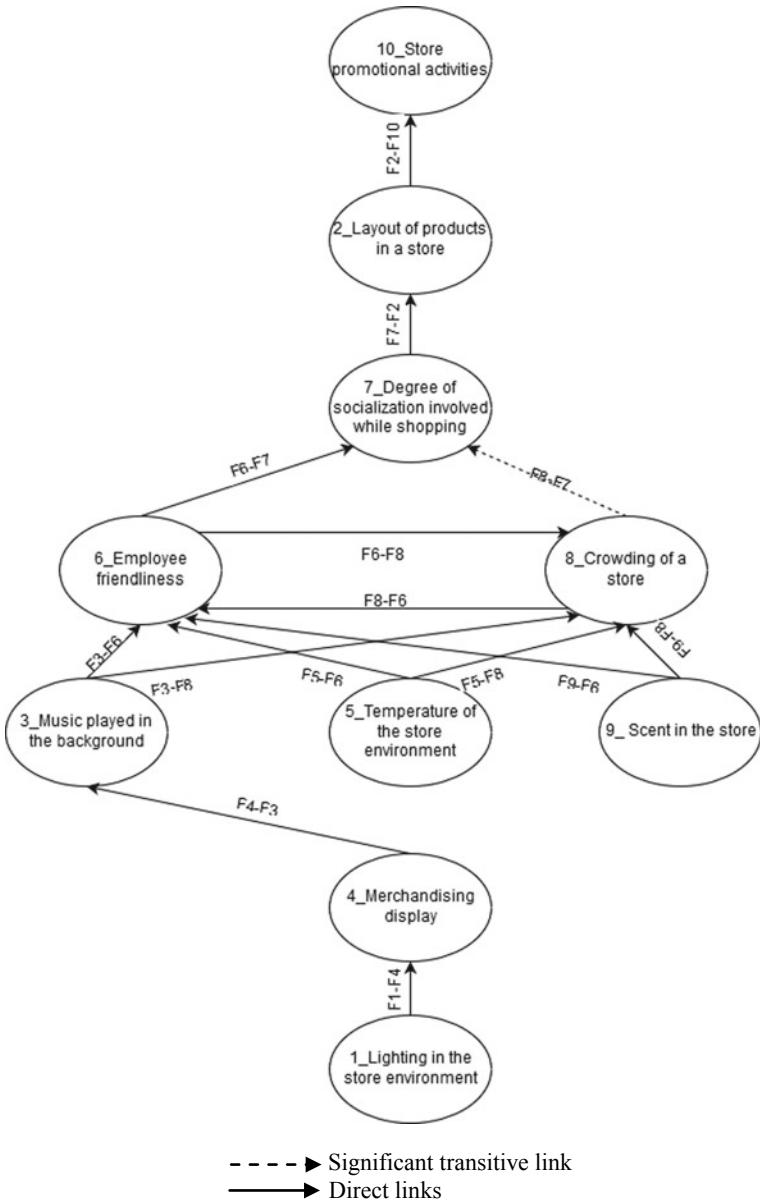 10_Store
promotional activities
F2-F10
2_Layout of products
in a store
F7-F2
7_Degree of
socialization involved
while shopping
F6-F7
F8-F7
6_Employee
friendliness
F6-F8
8_Crowding of a
store
F8-F6
F3-F6
F3-F8
F5-F6
F5-F8
F9-F6
F9-F8
3_Music played in
the background
5_Temperature of
the store
environment
9_ Scent in the store
F4-F3
4_Merchandising
display
F1-F4
1_Lighting in the
store environment
Significant transitive link
Direct links